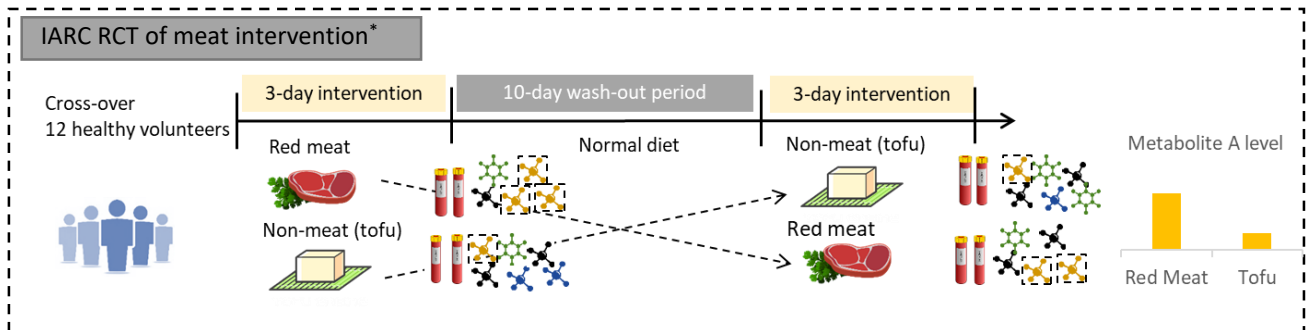 IARC RCT of meat intervention*
Cross-over
12 healthy volunteers
3-day intervention
10-day wash-out period
3-day intervention
Red meat
Normal diet
Non-meat (tofu)
Non-meat (tofu)
Red meat
Metabolite A level
Red Meat
Tofu